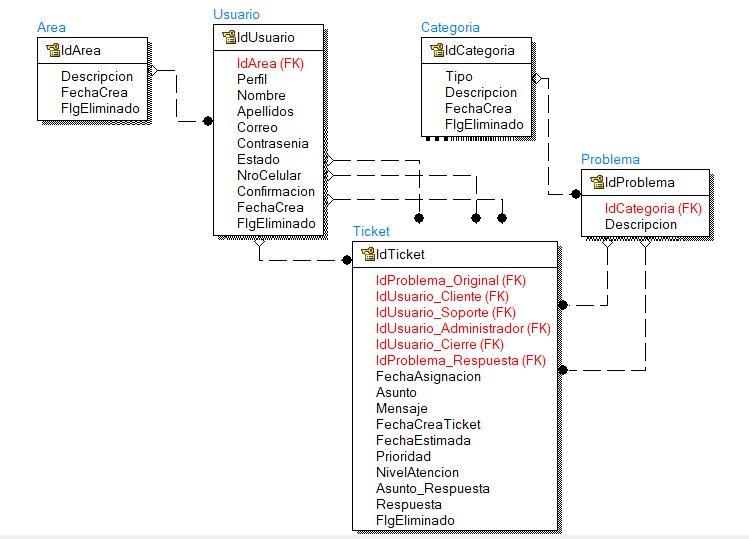 Area
IdArea
Descripcion
FechaCrea
FlgEliminado
Usuario
IdUsuario
IdArea (FK)
Perfil
Nombre
Apellidos
Correo
Contrasenia
Estado
NroCelular
Confirmacion
FechaCrea
FlgEliminado
Categoria
IdCategoria
Tipo
Descripcion
FechaCrea
FlgEliminado
Problema
IdProblema
IdCategoria (FK)
Descripcion
Ticket
IdTicket
IdProblema_Original (FK)
IdUsuario_Cliente (FK)
IdUsuario_Soporte (FK)
IdUsuario_Administrador (FK)
IdUsuario_Cierre (FK)
IdProblema_Respuesta (FK)
FechaAsignacion
Asunto
Mensaje
FechaCreaTicket
FechaEstimada
Prioridad
NivelAtencion
Asunto_Respuesta
Respuesta
FlgEliminado